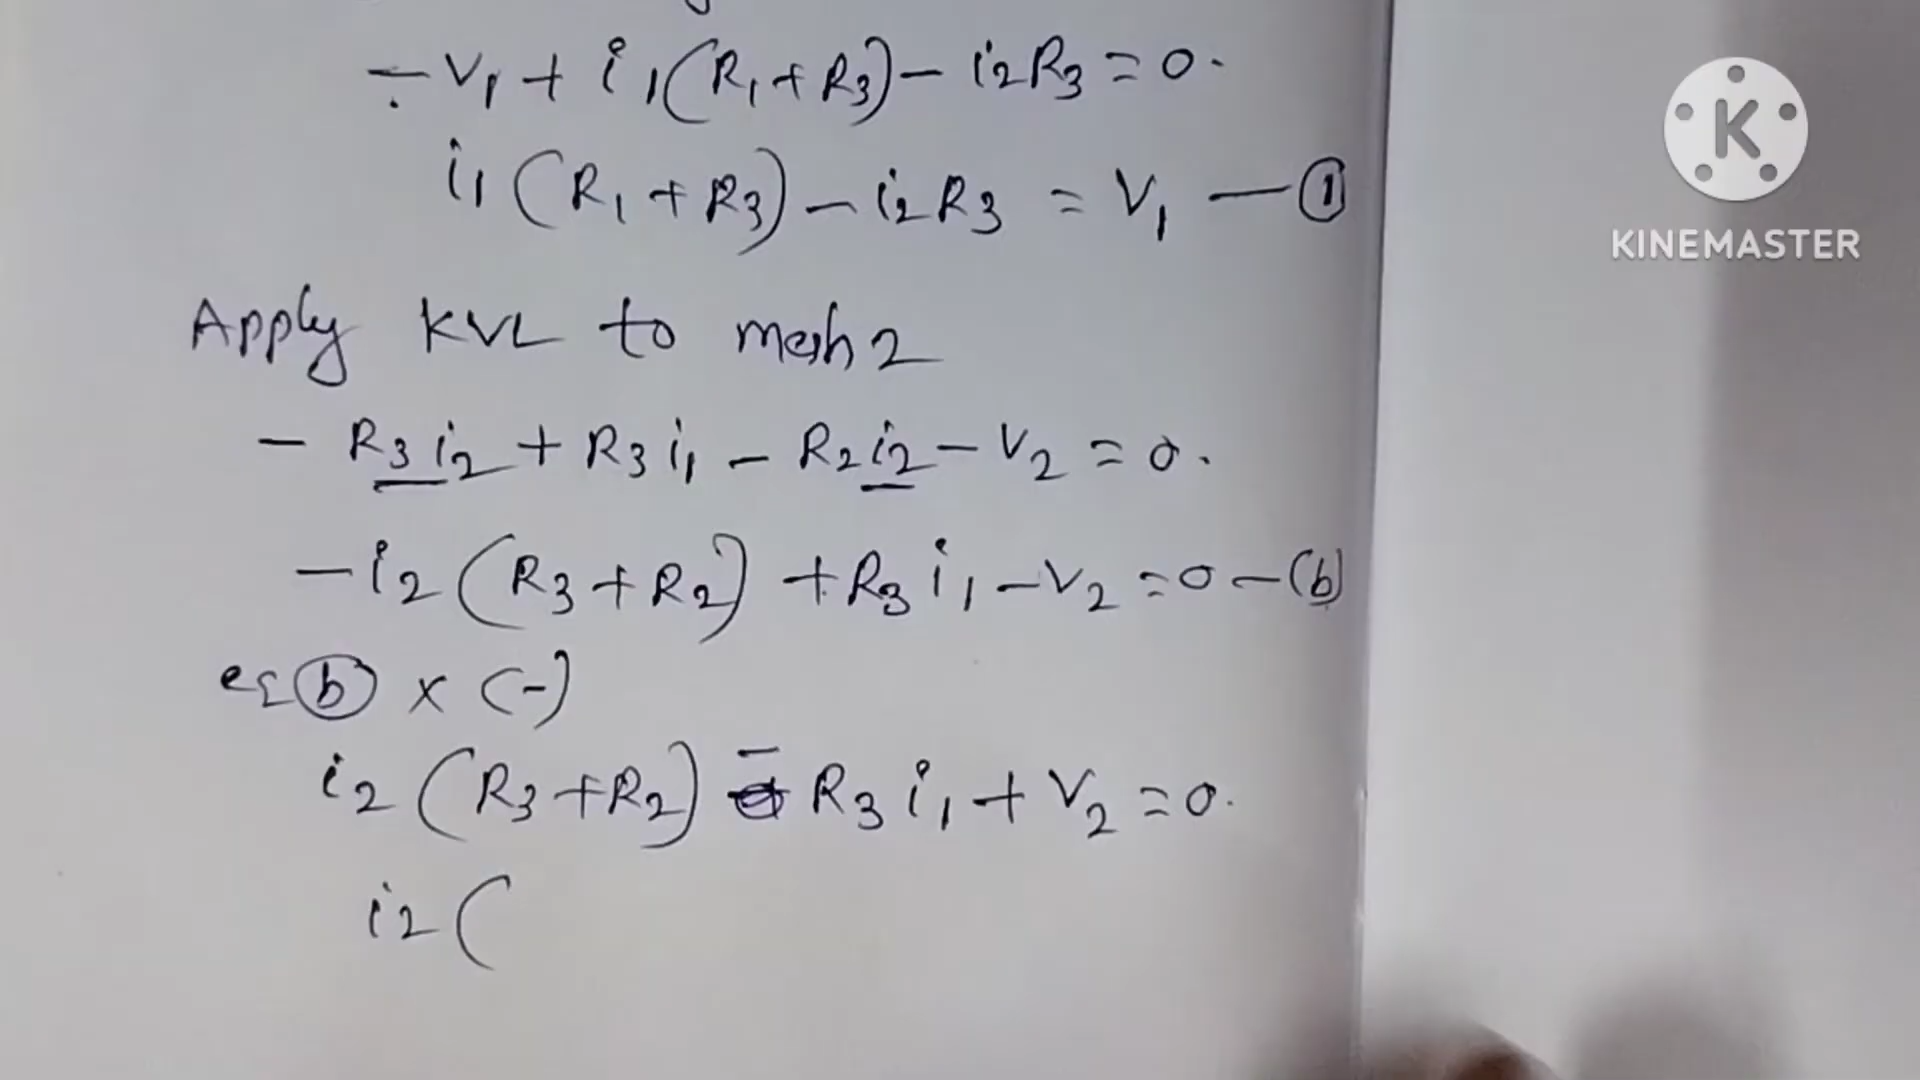 - V1 + i1(R1+R3) - i2R3 = 0.
i1(R1+R3) - i2R3 = V1 — ①
Apply KVL to mesh 2
- R3 i2 + R3 i1 - R2 i2 - V2 = 0.
- i2 (R3+R2) + R3 i1 - V2 = 0 — (b)
eq ⓑ x (-)
i2 (R3+R2) - R3 i1 + V2 = 0.
i2 (
K
KINEMASTER